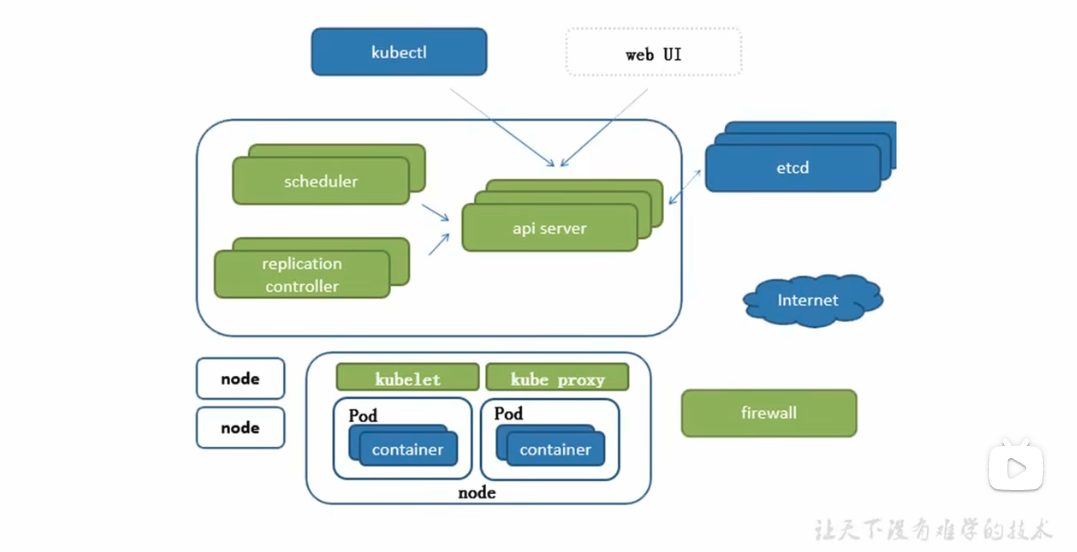 kubectl
web UI
scheduler
etcd
api server
replication
controller
Internet
node
kubelet
kube proxy
node
Pod
Pod
container
container
firewall
node
让天下没有难学的技术